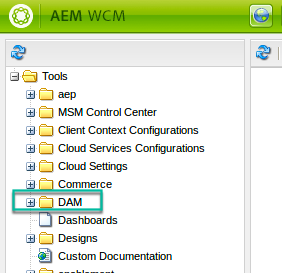 AEM WCM
Tools
aep
MSM Control Center
Client Context Configurations
Cloud Services Configurations
Cloud Settings
Commerce
DAM
Dashboards
Designs
Custom Documentation